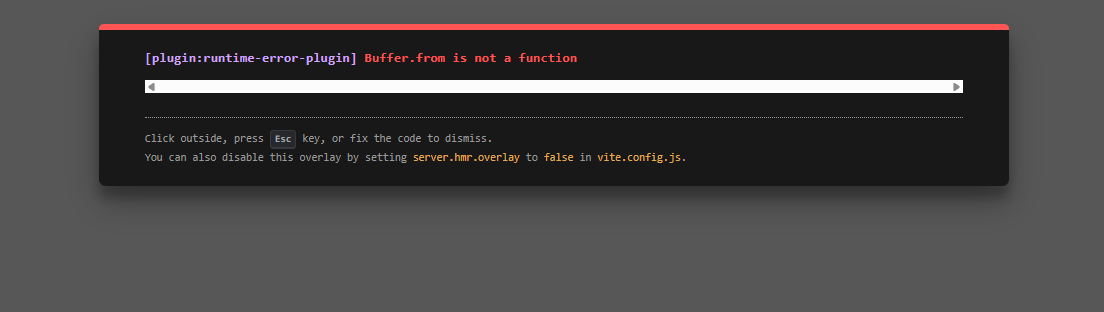 [plugin:runtime-error-plugin] Buffer.from is not a function
Click outside, press Esc key, or fix the code to dismiss.
You can also disable this overlay by setting server.hmr.overlay to false in vite.config.js.